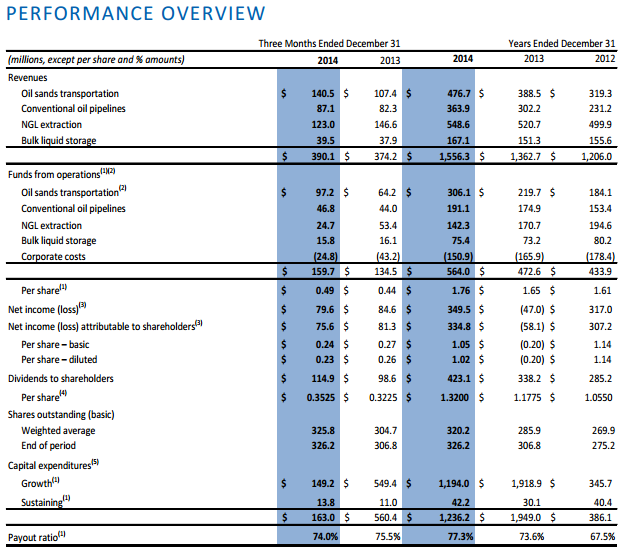 PERFORMANCE OVERVIEW
Three Months Ended December 31 Years Ended December 31
(millions, except per share and % amounts) 2014 2013 2014 2013 2012
Revenues
Oil sands transportation $ 140.5 $ 107.4 $ 476.7 $ 388.5 $ 319.3
Conventional oil pipelines 87.1 82.3 363.9 302.2 231.2
NGL extraction 123.0 146.6 548.6 520.7 499.9
Bulk liquid storage 39.5 37.9 167.1 151.3 155.6
$ 390.1 $ 374.2 $ 1,556.3 $ 1,362.7 $ 1,206.0
Funds from operations(1)(2)
Oil sands transportation(2) $ 97.2 $ 64.2 $ 306.1 $ 219.7 $ 184.1
Conventional oil pipelines 46.8 44.0 191.1 174.9 153.4
NGL extraction 24.7 53.4 142.3 170.7 194.6
Bulk liquid storage 15.8 16.1 75.4 73.2 80.2
Corporate costs (24.8) (43.2) (150.9) (165.9) (178.4)
$ 159.7 $ 134.5 $ 564.0 $ 472.6 $ 433.9
Per share(1) $ 0.49 $ 0.44 $ 1.76 $ 1.65 $ 1.61
Net income (loss)(3) $ 79.6 $ 84.6 $ 349.5 $ (47.0) $ 317.0
Net income (loss) attributable to shareholders(3) $ 75.6 $ 81.3 $ 334.8 $ (58.1) $ 307.2
Per share – basic $ 0.24 $ 0.27 $ 1.05 $ (0.20) $ 1.14
Per share – diluted $ 0.23 $ 0.26 $ 1.02 $ (0.20) $ 1.14
Dividends to shareholders $ 114.9 $ 98.6 $ 423.1 $ 338.2 $ 285.2
Per share(4) $ 0.3525 $ 0.3225 $ 1.3200 $ 1.1775 $ 1.0550
Shares outstanding (basic)
Weighted average 325.8 304.7 320.2 285.9 269.9
End of period 326.2 306.8 326.2 306.8 275.2
Capital expenditures(5)
Growth(1) $ 149.2 $ 549.4 $ 1,194.0 $ 1,918.9 $ 345.7
Sustaining(1) 13.8 11.0 42.2 30.1 40.4
$ 163.0 $ 560.4 $ 1,236.2 $ 1,949.0 $ 386.1
Payout ratio(1) 74.0% 75.5% 77.3% 73.6% 67.5%